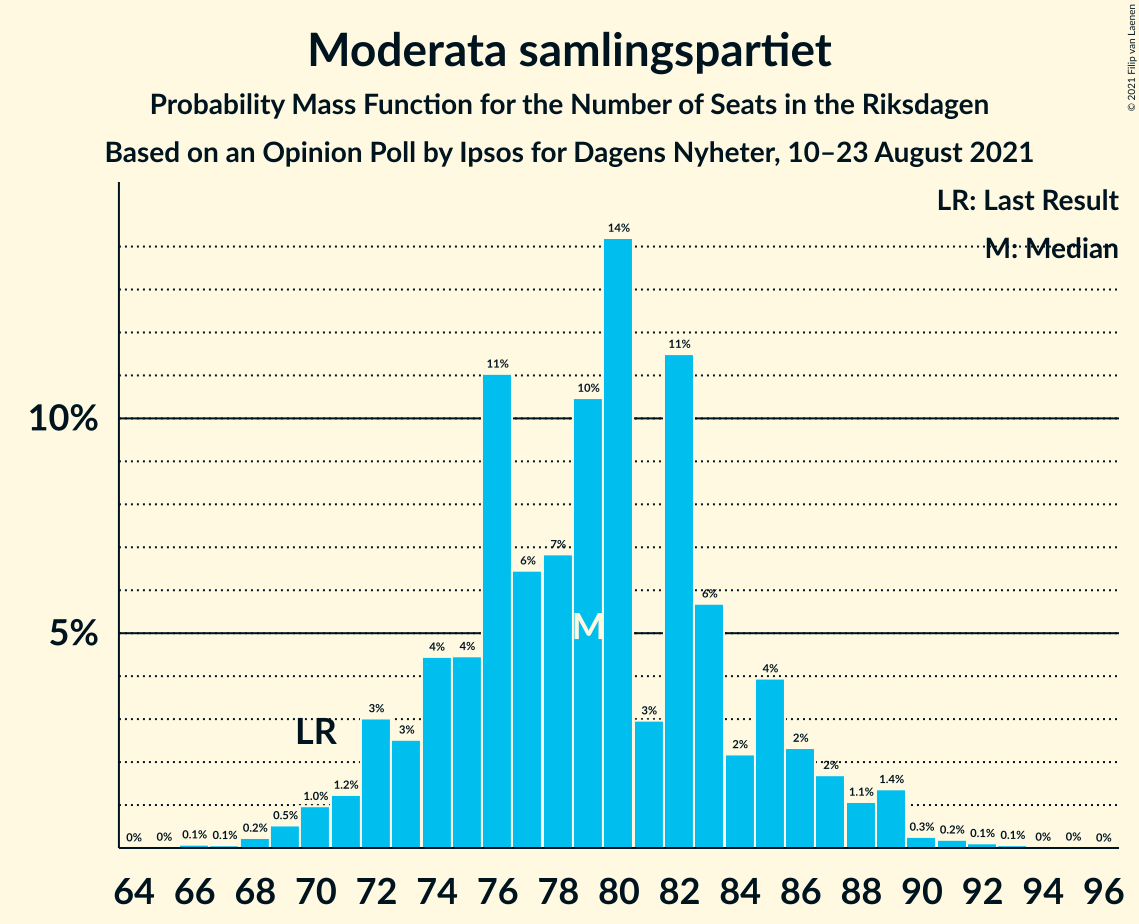 Moderata samlingspartiet
Probability Mass Function for the Number of Seats in the Riksdagen
Based on an Opinion Poll by Ipsos for Dagens Nyheter, 10–23 August 2021
© 2021 Filip van Laenen
LR: Last Result
M: Median
10%
5%
0% 0% 0.1% 0.1% 0.2% 0.5% 1.0% 1.2% 3% 3% 4% 4% 11% 6% 7% 10% 14% 3% 11% 6% 2% 4% 2% 2% 1.1% 1.4% 0.3% 0.2% 0.1% 0.1% 0% 0% 0%
LR
M
64 66 68 70 72 74 76 78 80 82 84 86 88 90 92 94 96